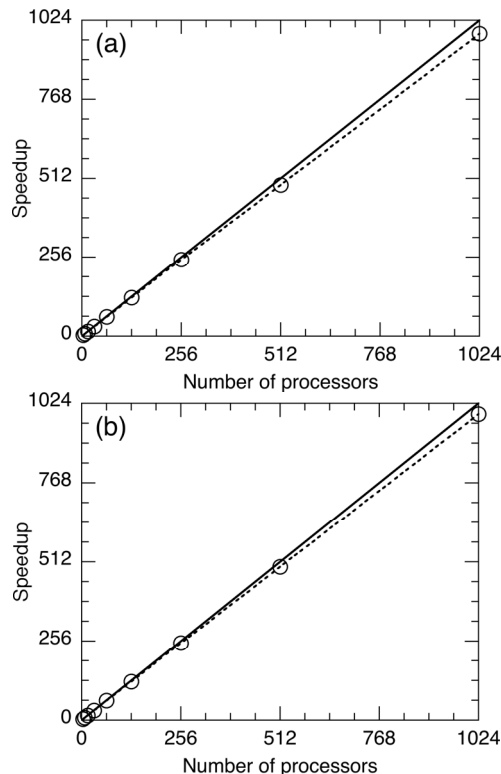 1024
(a)
768
Speedup
512
256
0
0 256 512 768 1024
Number of processors
1024
(b)
768
Speedup
512
256
0
0 256 512 768 1024
Number of processors